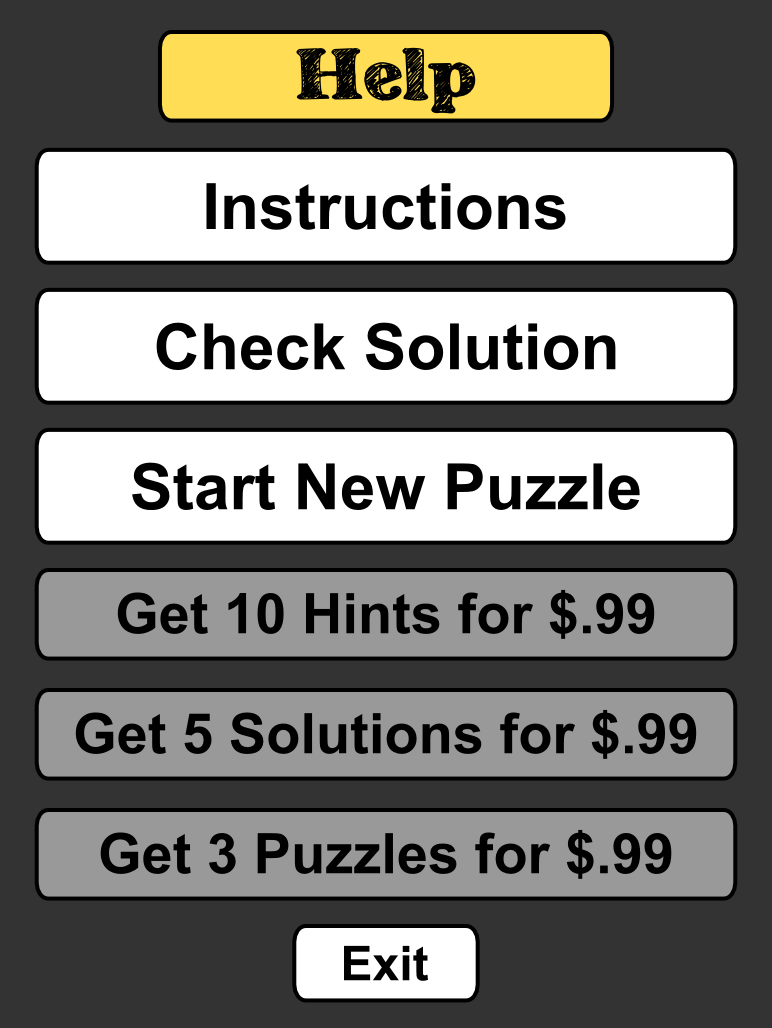 Help
Instructions
Check Solution
Start New Puzzle
Get 10 Hints for $.99
Get 5 Solutions for $.99
Get 3 Puzzles for $.99
Exit